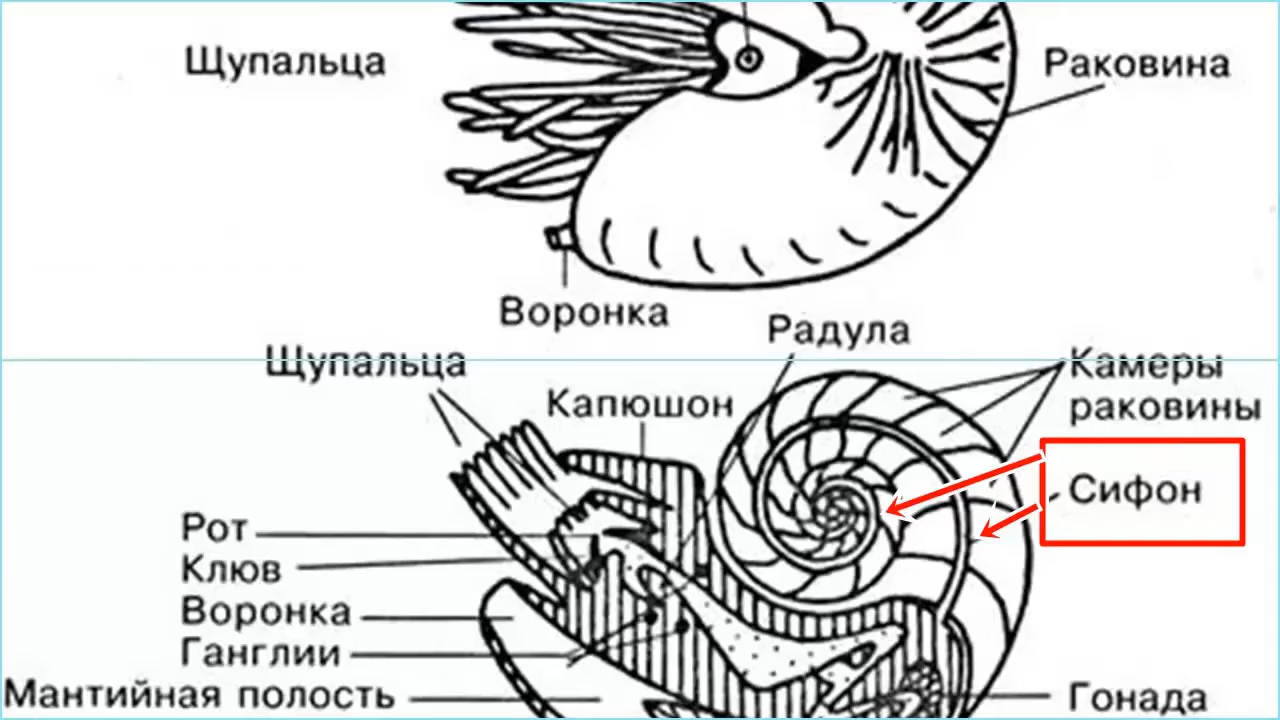 Щупальца
Раковина
Воронка
Радула
Щупальца
Капюшон
Камеры
раковины
Сифон
Рот
Клюв
Воронка
Ганглии
Мантийная полость
Гонада